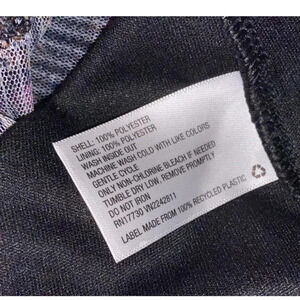 SHELL: 100% POLYESTER
LINING: 100% POLYESTER
WASH INSIDE OUT
MACHINE WASH COLD WITH LIKE COLORS
GENTLE CYCLE
ONLY NON-CHLORINE BLEACH IF NEEDED
TUMBLE DRY LOW, REMOVE PROMPTLY
DO NOT IRON
RN17730 VN2242811
LABEL MADE FROM 100% RECYCLED PLASTIC